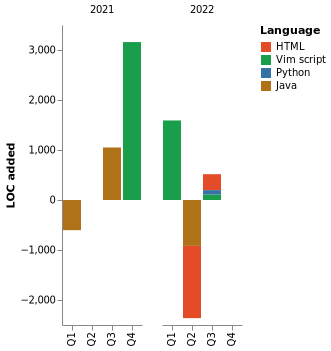 2021
2022
Language
HTML
Vim script
Python
Java
LOC added
3,000
2,000
1,000
0
−1,000
−2,000
Q1
Q2
Q3
Q4
Q1
Q2
Q3
Q4